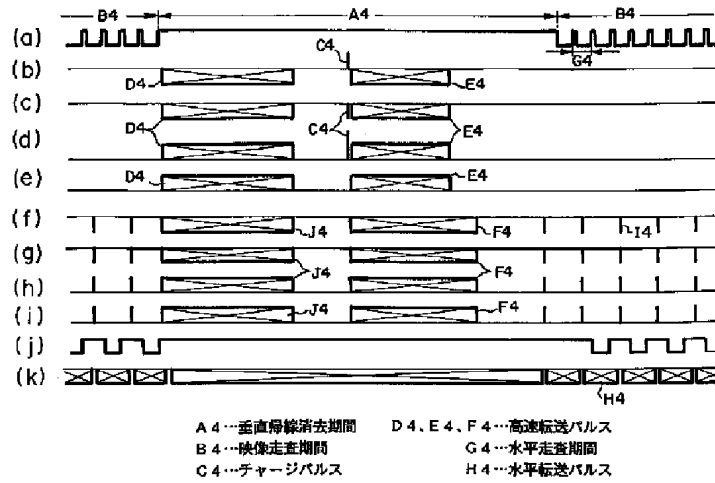 B4 A4 B4
(a)
C4 G4
(b)
D4 E4
(c)
D4 C4 E4
(d)
(e) D4 E4
(f)
J4 F4 I4
(g)
J4 F4
(h)
(i) J4 F4
(j)
(k)
H4
A4…垂直帰線消去期間 D4、E4、F4…高速転送パルス
B4…映像走査期間 G4…水平走査期間
C4…チャージパルス H4…水平転送パルス